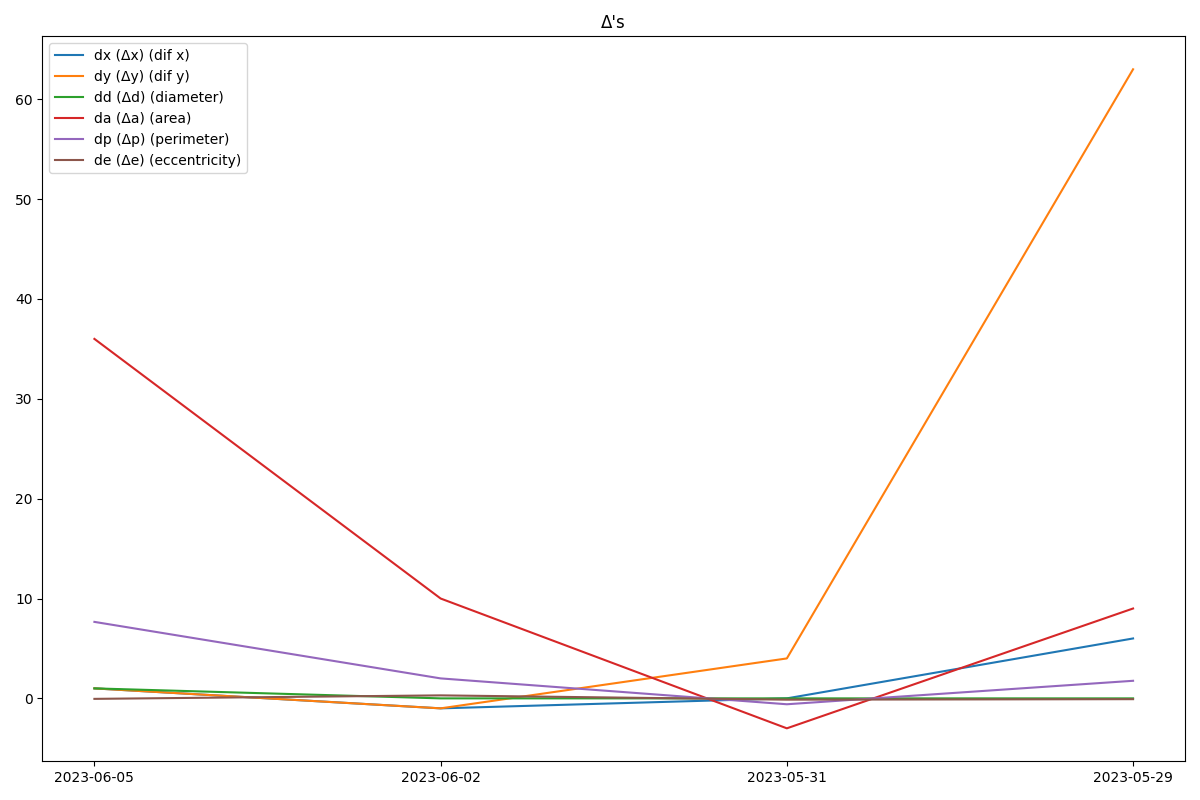 Δ's
dx (Δx) (dif x)
dy (Δy) (dif y)
dd (Δd) (diameter)
da (Δa) (area)
dp (Δp) (perimeter)
de (Δe) (eccentricity)
60
50
40
30
20
10
0
2023-06-05 2023-06-02 2023-05-31 2023-05-29